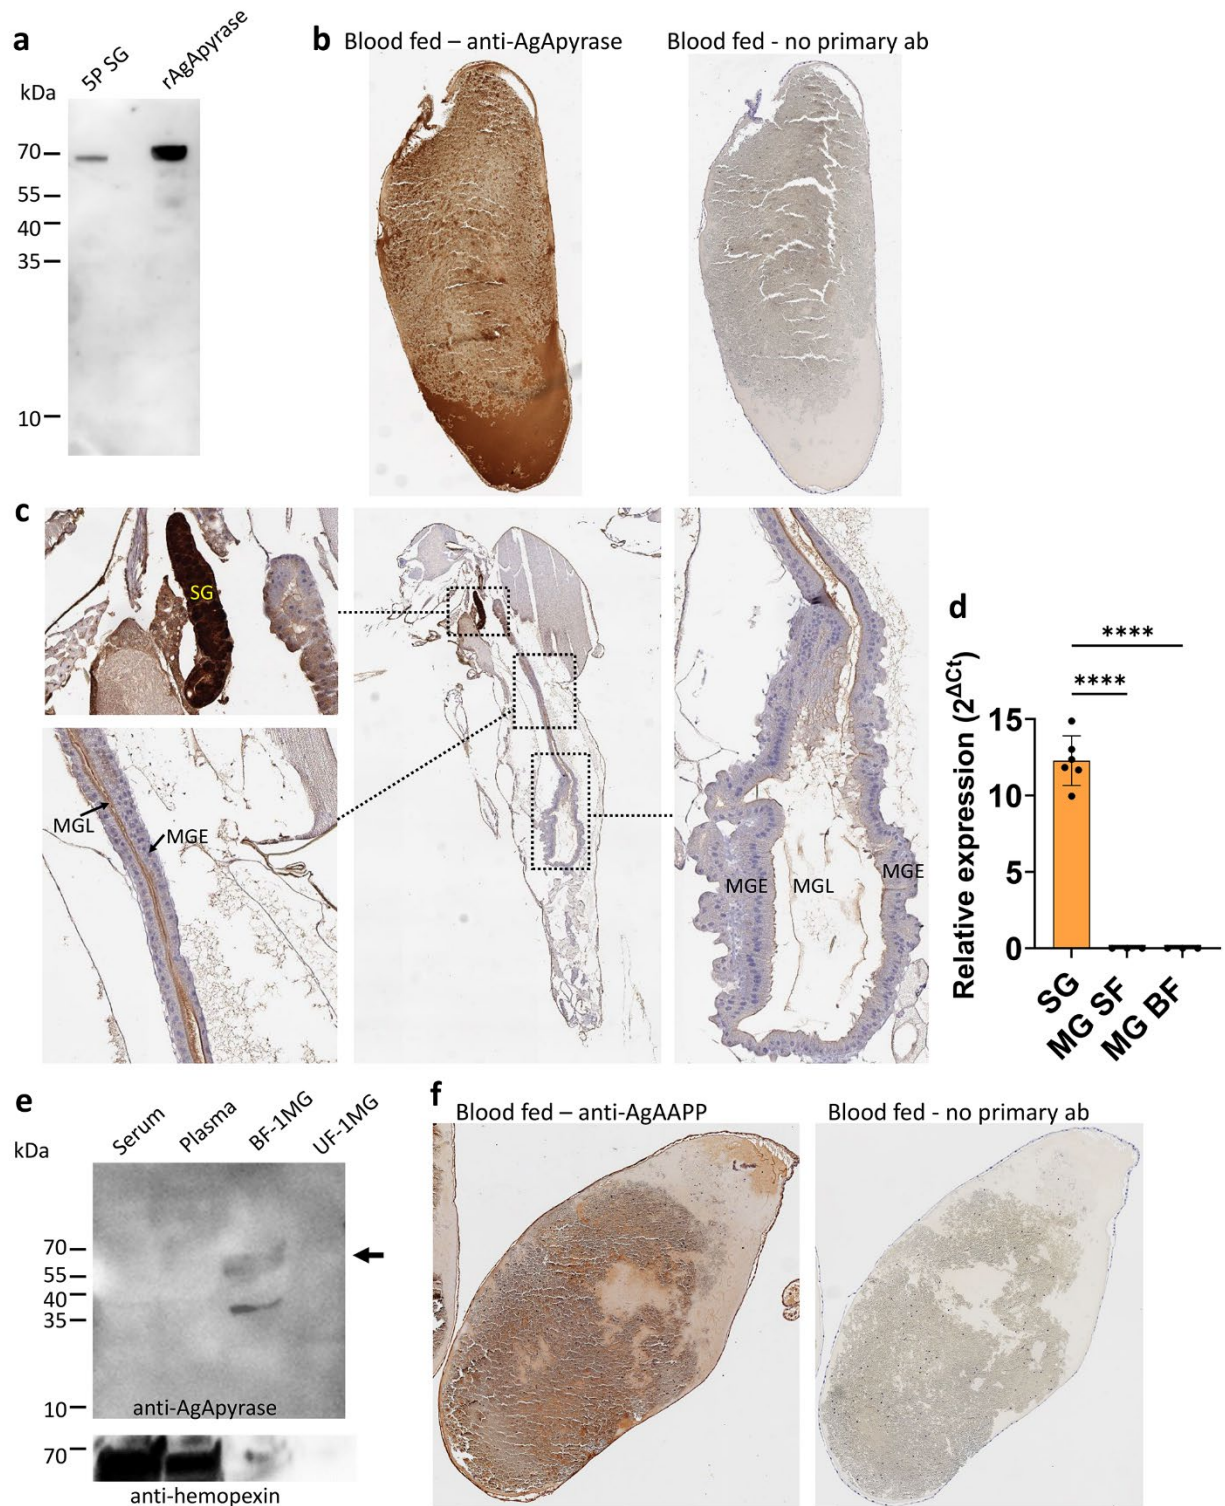 a
5P SG
rAgApyrase
kDa
70
55
40
35
10
b
Blood fed – anti-AgApyrase
Blood fed - no primary ab
c
SG
MGL
MGE
MGE
MGL
MGE
d
Relative expression (2^ΔCt)
****
****
15
10
5
0
SG
MG SF
MG BF
e
Serum
Plasma
BF-1MG
UF-1MG
kDa
70
55
40
35
10
anti-AgApyrase
70
anti-hemopexin
f
Blood fed – anti-AgAAPP
Blood fed - no primary ab